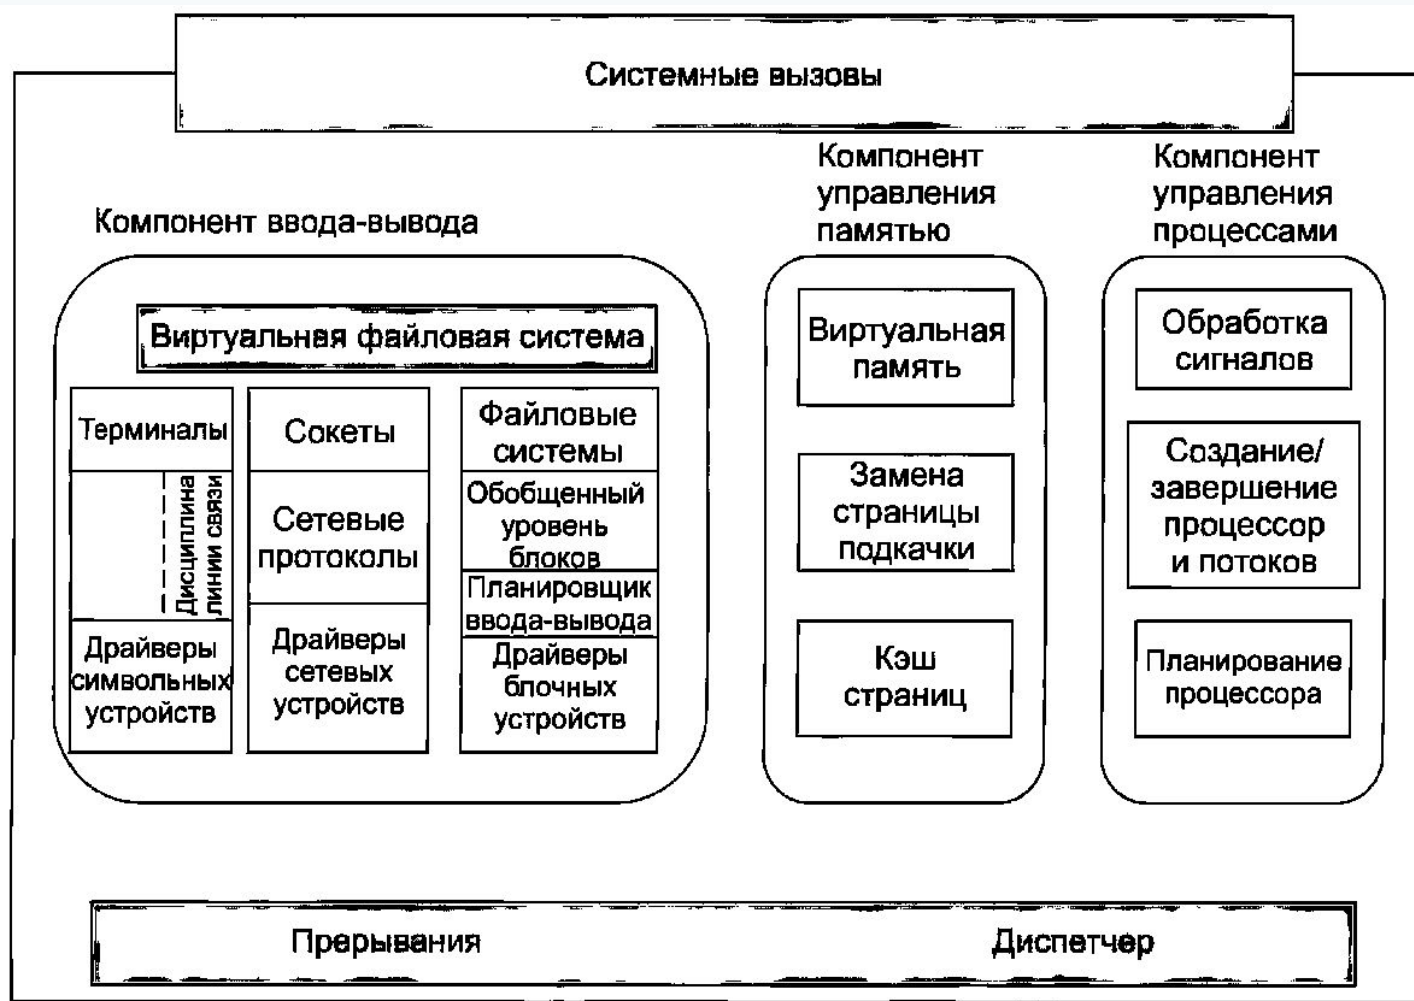 Системные вызовы
Компонент ввода-вывода
Виртуальная файловая система
Терминалы
Дисциплина
линии связи
Драйверы
символьных
устройств
Сокеты
Сетевые
протоколы
Драйверы
сетевых
устройств
Файловые
системы
Обобщенный
уровень
блоков
Планировщик
ввода-вывода
Драйверы
блочных
устройств
Компонент
управления
памятью
Виртуальная
память
Замена
страницы
подкачки
Кэш
страниц
Компонент
управления
процессами
Обработка
сигналов
Создание/
завершение
процессор
и потоков
Планирование
процессора
Прерывания
Диспетчер